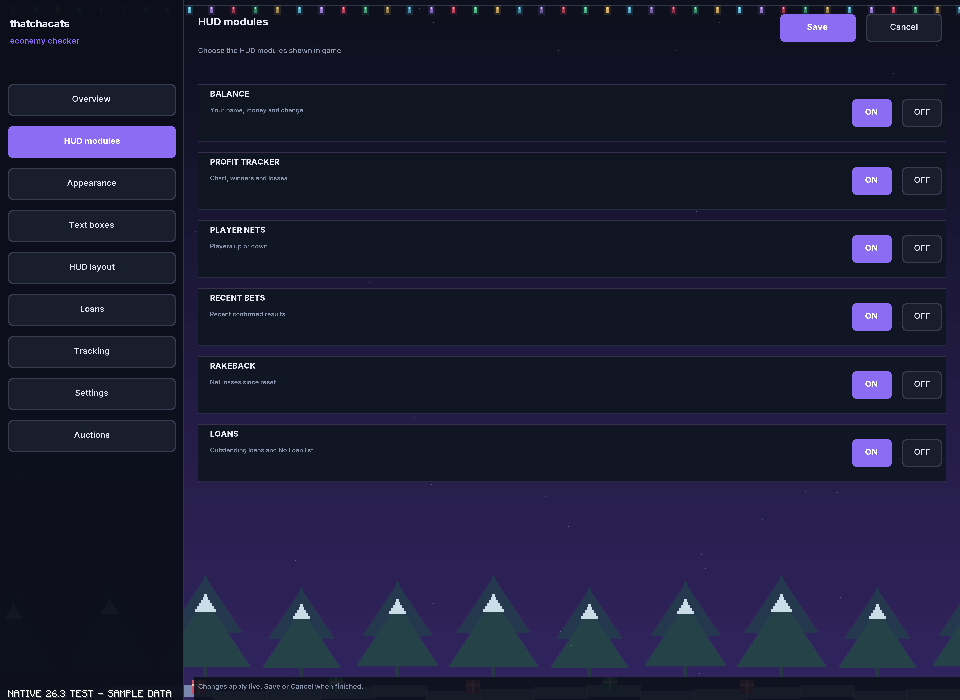 thatchacats
economy checker
Overview
HUD modules
Appearance
Text boxes
HUD layout
Loans
Tracking
Settings
Auctions
NATIVE 26.3 TEST - SAMPLE DATA
HUD modules
Save
Cancel
Choose the HUD modules shown in game
BALANCE
Your name, money and change
ON
OFF
PROFIT TRACKER
Chart, winners and losses
ON
OFF
PLAYER NETS
Players up or down
ON
OFF
RECENT BETS
Recent confirmed results
ON
OFF
RAKEBACK
Net losses since reset
ON
OFF
LOANS
Outstanding loans and No Loan list
ON
OFF
Changes apply live. Save or Cancel when finished.